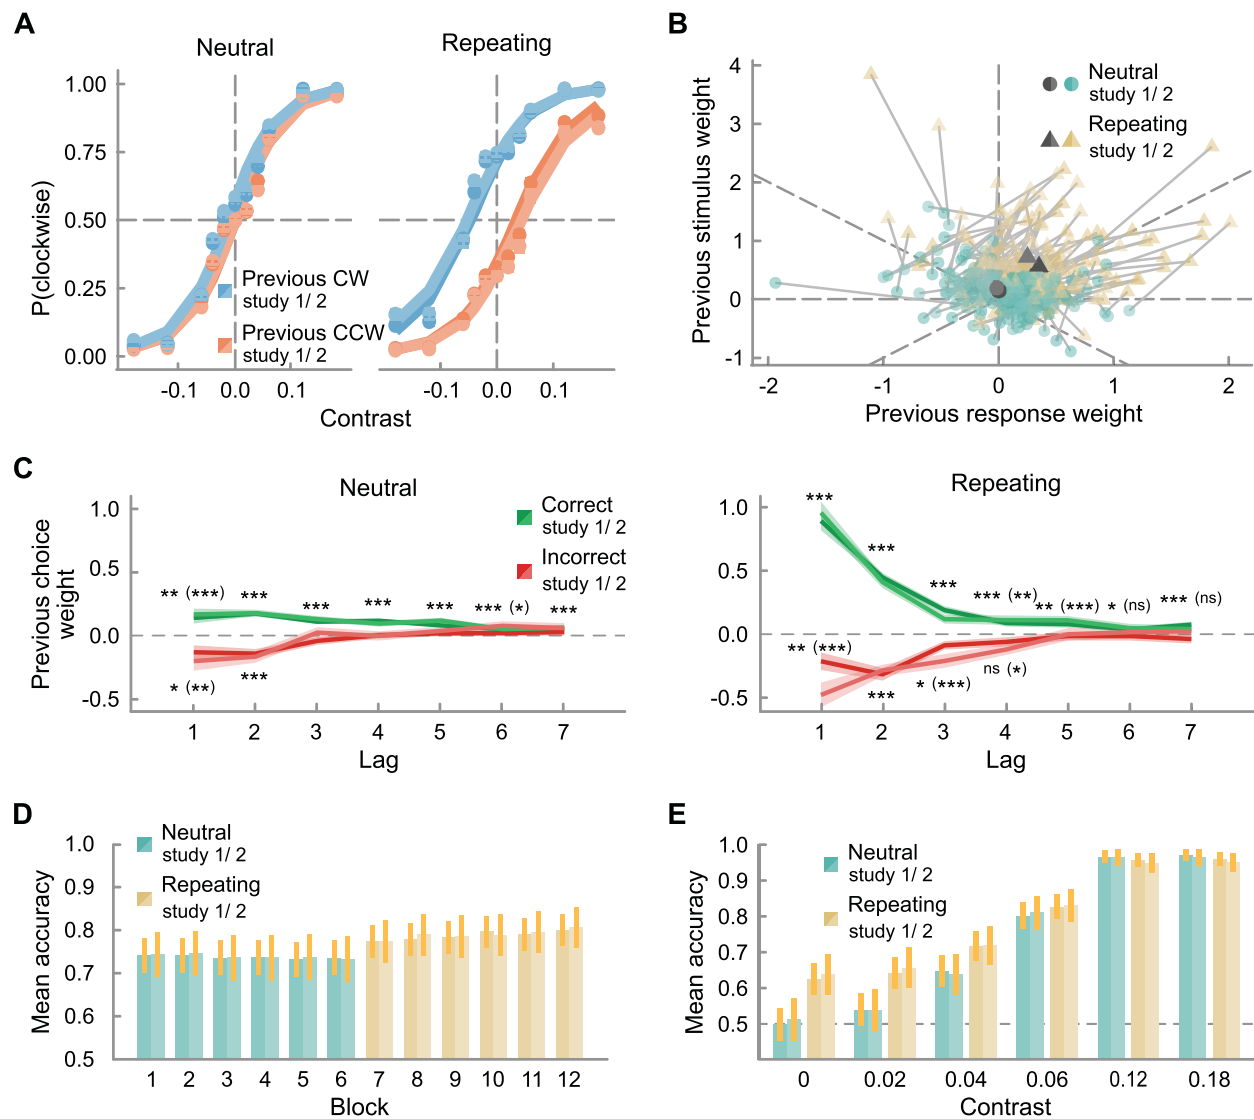 A
Neutral
Repeating
P(clockwise)
1.00
0.75
0.50
0.25
0.00
Previous CW
study 1/ 2
Previous CCW
study 1/ 2
-0.1
0.0
0.1
-0.1
0.0
0.1
Contrast
B
Previous stimulus weight
4
3
2
1
0
-1
Neutral
study 1/ 2
Repeating
study 1/ 2
-2
-1
0
1
2
Previous response weight
C
Neutral
Previous choice
weight
1.0
0.5
0.0
-0.5
Correct
study 1/ 2
Incorrect
study 1/ 2
** (***)
***
***
***
***
*** (*)
***
* (**)
***
1 2 3 4 5 6 7
Lag
Repeating
1.0
0.5
0.0
-0.5
***
***
***
*** (**)
** (***)
* (ns)
*** (ns)
** (***)
***
* (***)
ns (*)
1 2 3 4 5 6 7
Lag
D
Mean accuracy
1.0
0.9
0.8
0.7
0.6
0.5
Neutral
study 1/ 2
Repeating
study 1/ 2
1 2 3 4 5 6 7 8 9 10 11 12
Block
E
Mean accuracy
1.0
0.9
0.8
0.7
0.6
0.5
Neutral
study 1/ 2
Repeating
study 1/ 2
0 0.02 0.04 0.06 0.12 0.18
Contrast